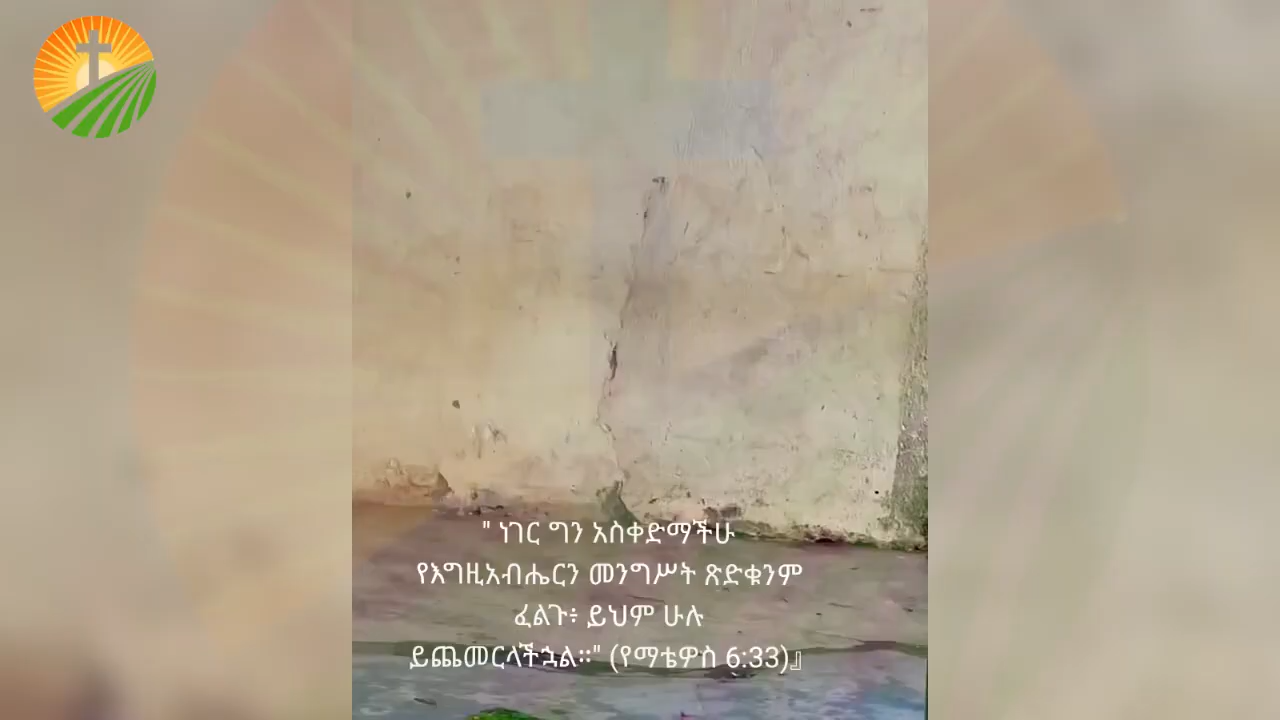 " ነገር ግን አስቀድማችሁ
የእግዚአብሔርን መንግሥት ጽድቁንም
ፈልጉ፥ ይህም ሁሉ
ይጨመርላችኋል።" (የማቴዎስ 6:33)』